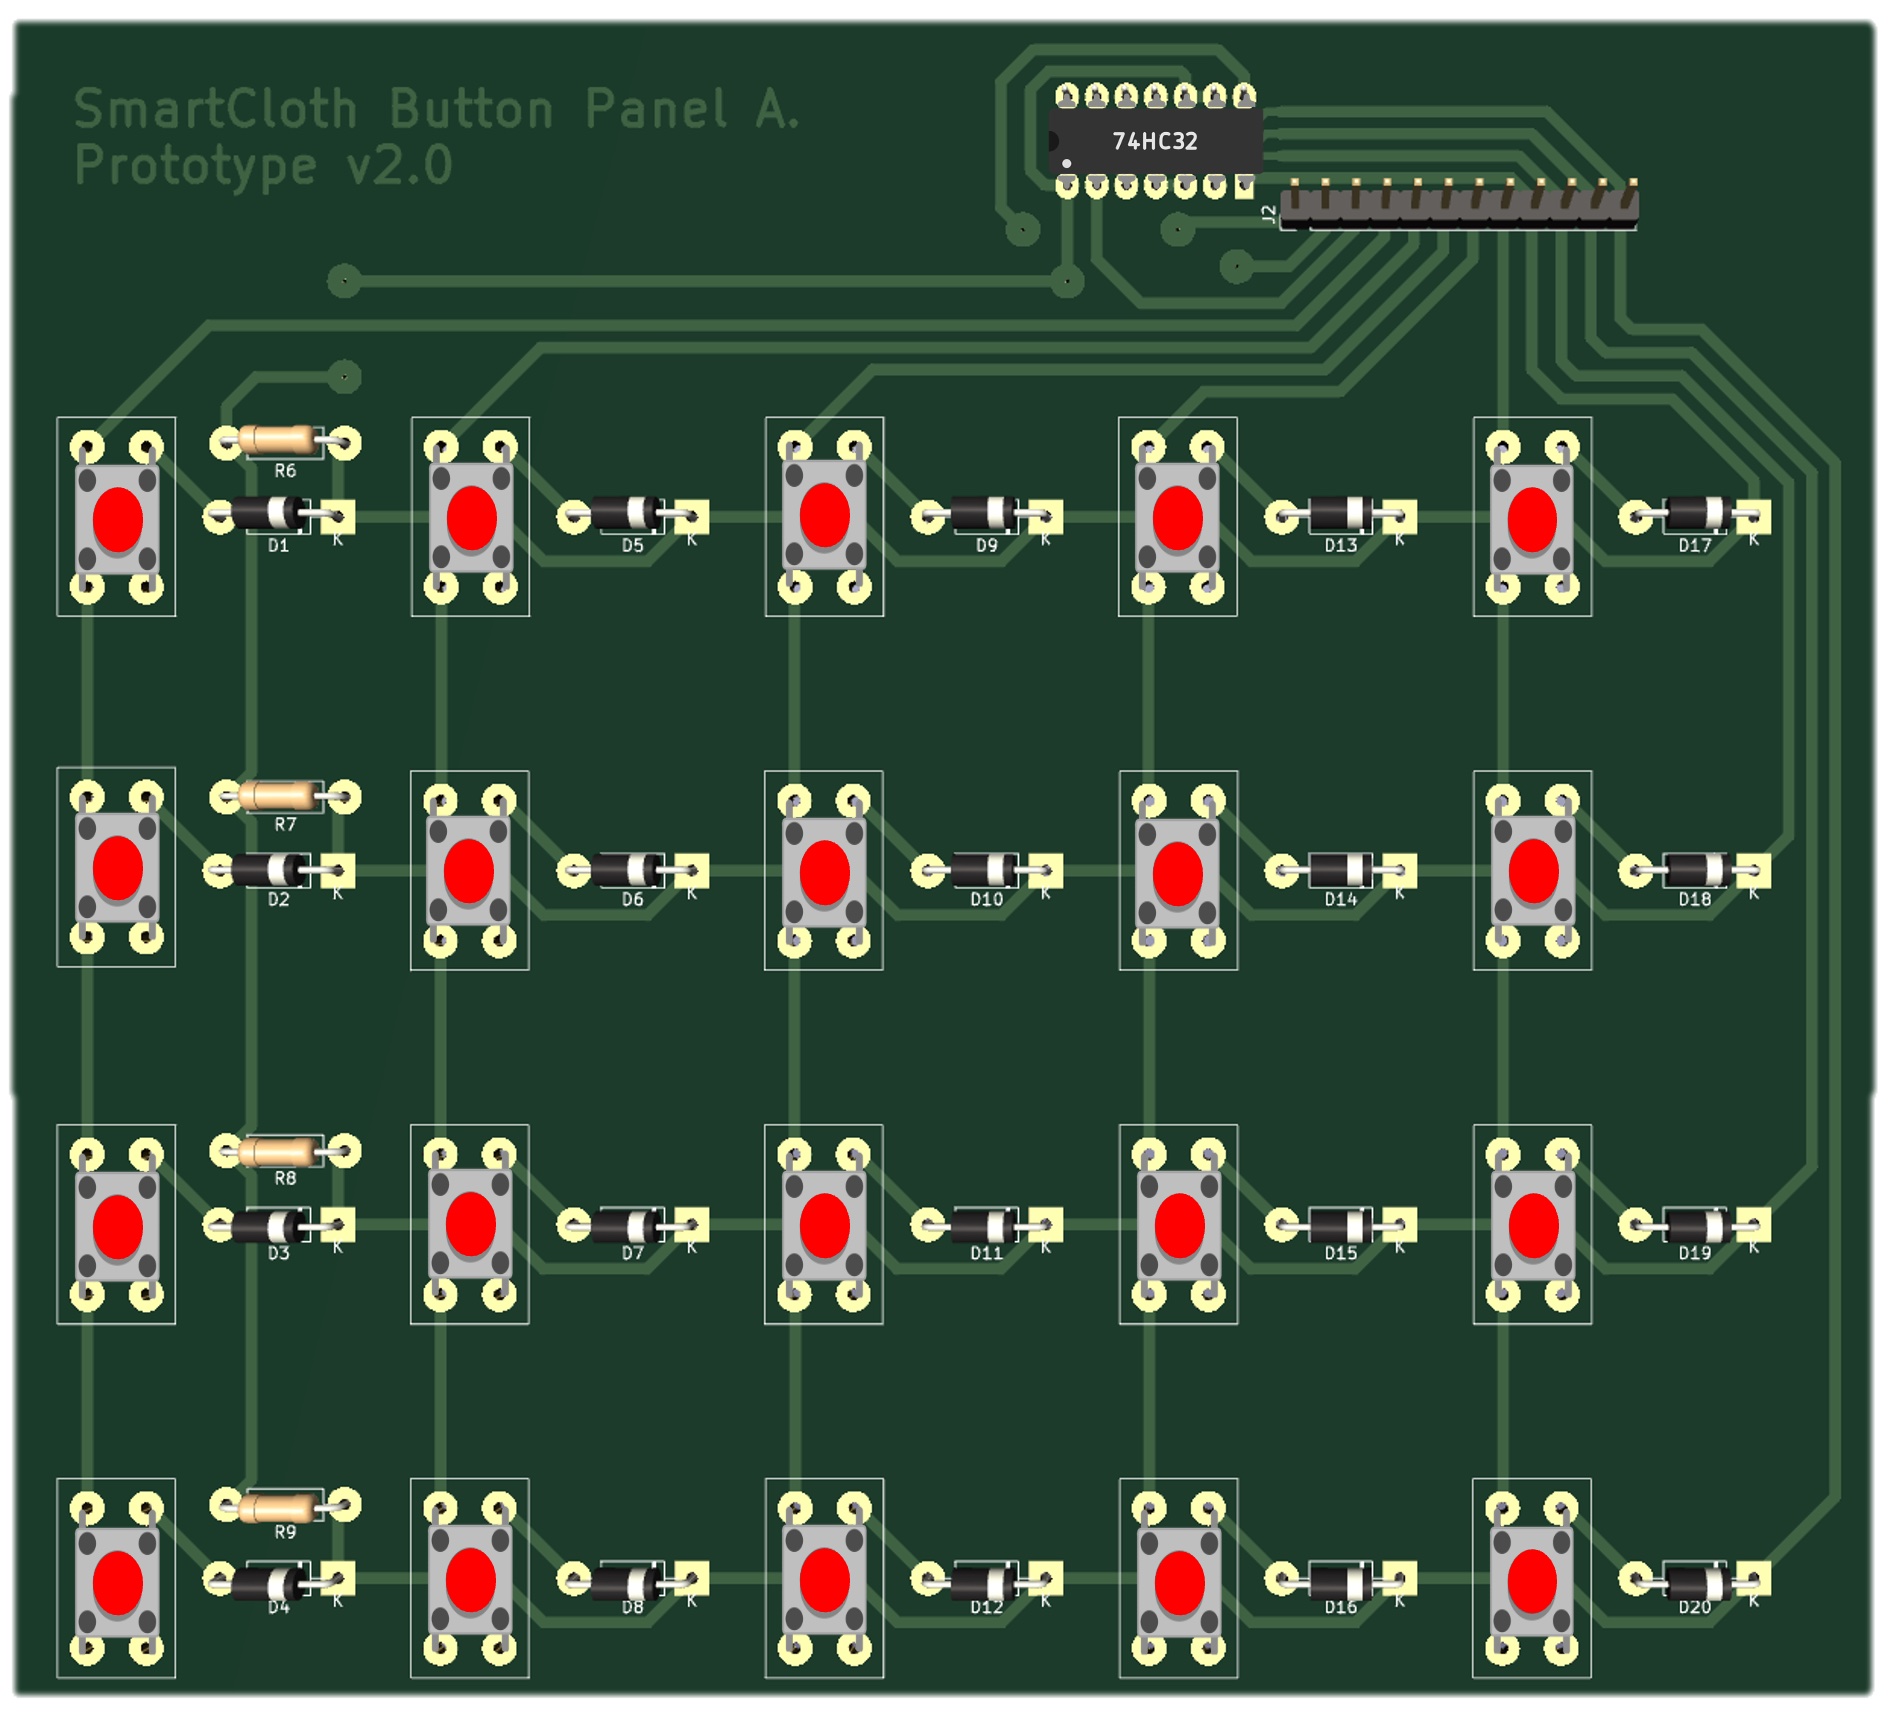 SmartCloth Button Panel A.
Prototype v2.0
74HC32
J2
R6
D1 K D5 K D9 K D13 K D17 K
R7
D2 K D6 K D10 K D14 K D18 K
R8
D3 K D7 K D11 K D15 K D19 K
R9
D4 K D8 K D12 K D16 K D20 K